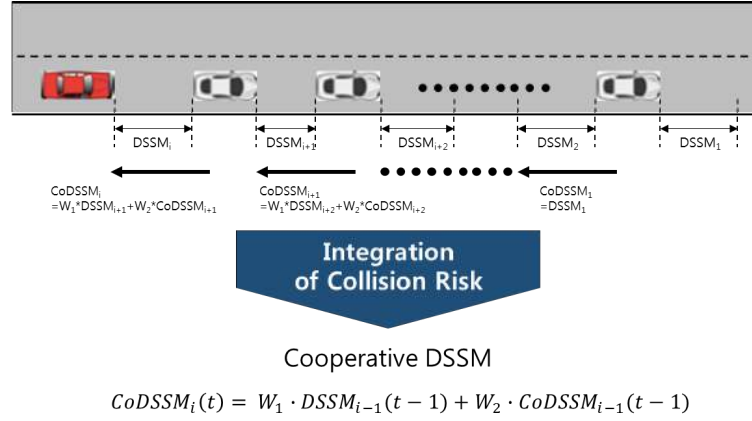 DSSMᵢ DSSMᵢ₊₁ DSSMᵢ₊₂ DSSM₂ DSSM₁
CoDSSMᵢ
=W₁*DSSMᵢ₊₁+W₂*CoDSSMᵢ₊₁
CoDSSMᵢ₊₁
=W₁*DSSMᵢ₊₂+W₂*CoDSSMᵢ₊₂
CoDSSM₁
=DSSM₁
Integration
of Collision Risk
Cooperative DSSM
CoDSSMᵢ(t) = W₁ · DSSMᵢ₋₁(t − 1) + W₂ · CoDSSMᵢ₋₁(t − 1)